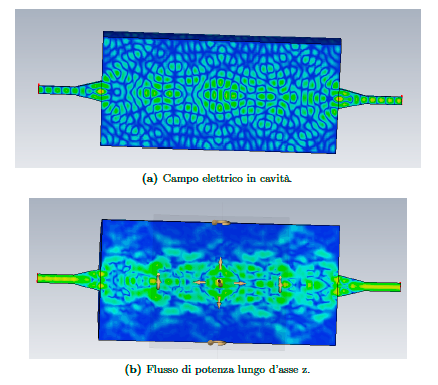 (a) Campo elettrico in cavità.
(b) Flusso di potenza lungo d'asse z.